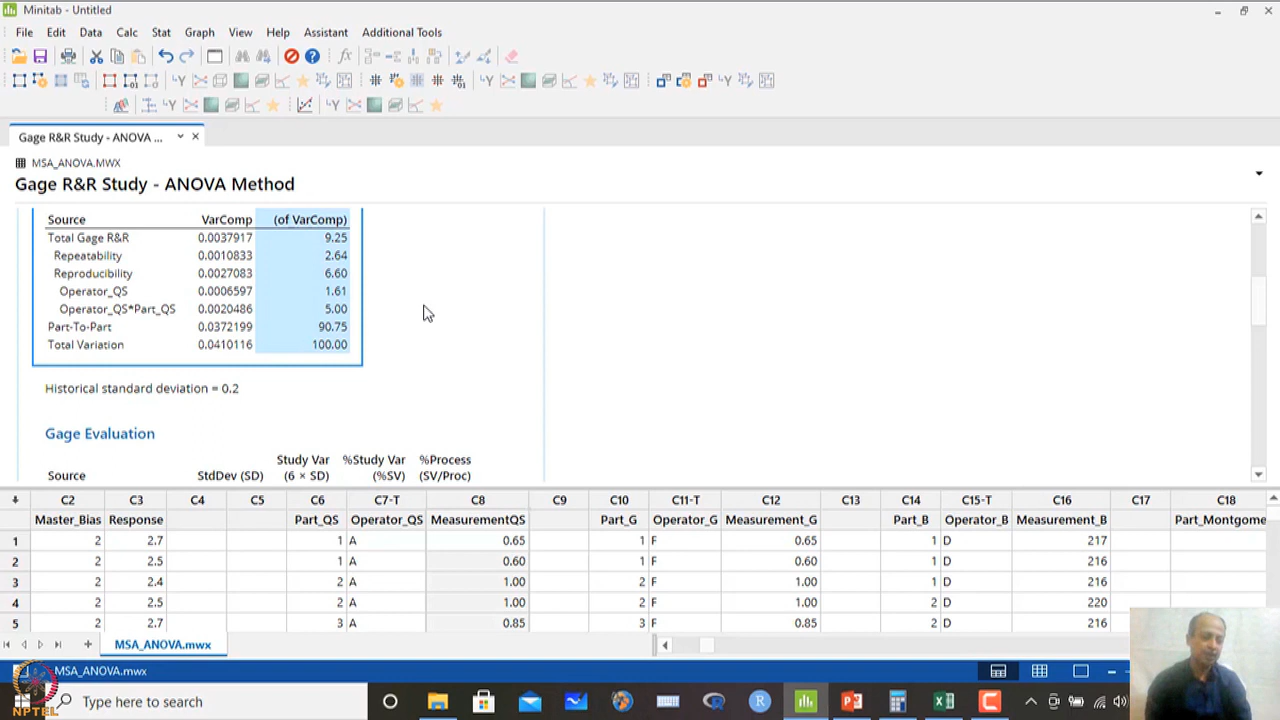 Minitab - Untitled
File Edit Data Calc Stat Graph View Help Assistant Additional Tools
Gage R&R Study - ANOVA ...
MSA_ANOVA.MWX
Gage R&R Study - ANOVA Method
Source VarComp (of VarComp)
Total Gage R&R 0.0037917 9.25
Repeatability 0.0010833 2.64
Reproducibility 0.0027083 6.60
Operator_QS 0.0006597 1.61
Operator_QS*Part_QS 0.0020486 5.00
Part-To-Part 0.0372199 90.75
Total Variation 0.0410116 100.00
Historical standard deviation = 0.2
Gage Evaluation
Study Var %Study Var %Process
Source StdDev (SD) (6 × SD) (%SV) (SV/Proc)
C2 C3 C4 C5 C6 C7-T C8 C9 C10 C11-T C12 C13 C14 C15-T C16 C17 C18
Master_Bias Response Part_QS Operator_QS MeasurementQS Part_G Operator_G Measurement_G Part_B Operator_B Measurement_B Part_Montgome
1 2 2.7 1 A 0.65 1 F 0.65 1 D 217
2 2 2.5 1 A 0.60 1 F 0.60 1 D 216
3 2 2.4 2 A 1.00 2 F 1.00 1 D 216
4 2 2.5 2 A 1.00 2 F 1.00 2 D 220
5 2 2.7 3 A 0.85 3 F 0.85 2 D 216
MSA_ANOVA.mwx
MSA_ANOVA.mwx
Type here to search
NPTEL